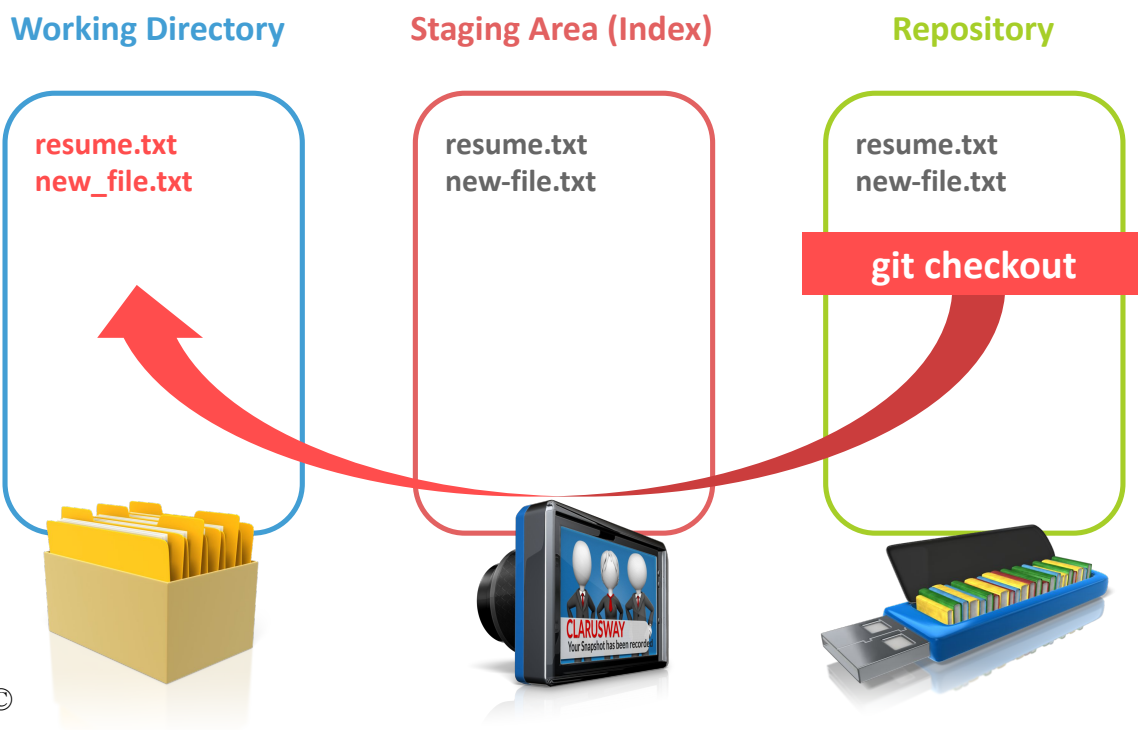 Working Directory
Staging Area (Index)
Repository
resume.txt
new_file.txt
resume.txt
new-file.txt
resume.txt
new-file.txt
git checkout
CLARUSWAY
Your Snapshot has been recorded
©